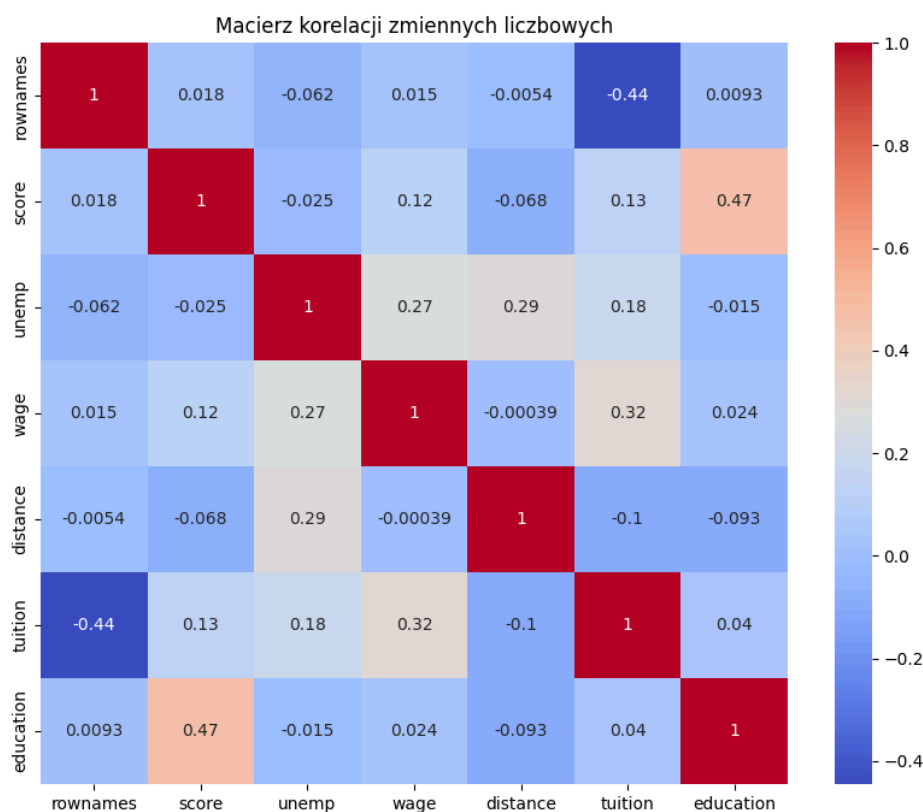 Macierz korelacji zmiennych liczbowych
rownames 1 0.018 -0.062 0.015 -0.0054 -0.44 0.0093
score 0.018 1 -0.025 0.12 -0.068 0.13 0.47
unemp -0.062 -0.025 1 0.27 0.29 0.18 -0.015
wage 0.015 0.12 0.27 1 -0.00039 0.32 0.024
distance -0.0054 -0.068 0.29 -0.00039 1 -0.1 -0.093
tuition -0.44 0.13 0.18 0.32 -0.1 1 0.04
education 0.0093 0.47 -0.015 0.024 -0.093 0.04 1
rownames score unemp wage distance tuition education
1.0
0.8
0.6
0.4
0.2
0.0
−0.2
−0.4